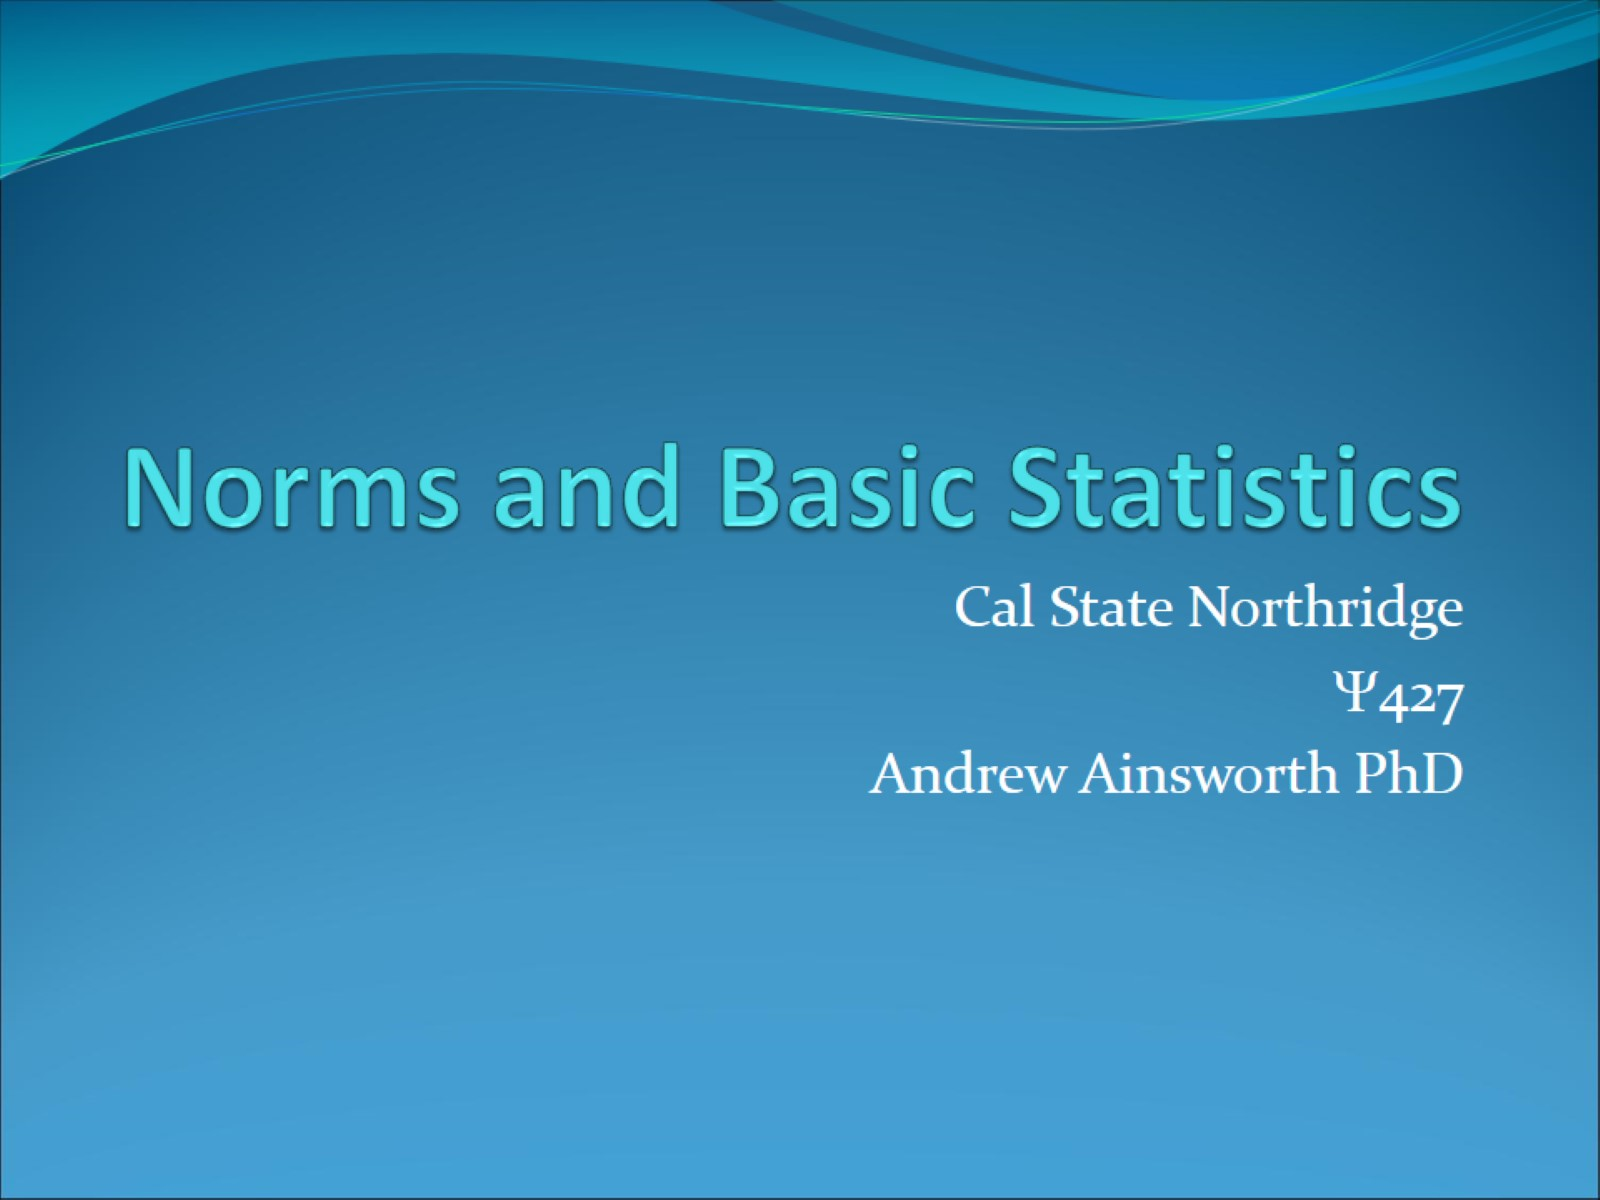 Norms and Basic Statistics
Cal State Northridge
Ψ427
Andrew Ainsworth PhD